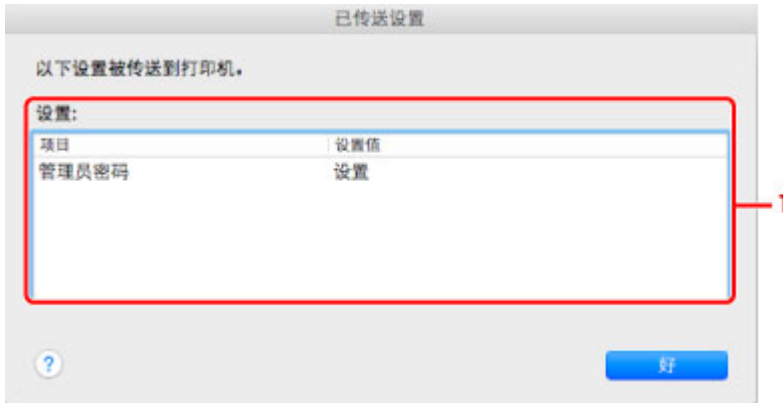 已传送设置
以下设置被传送到打印机。
设置:
项目 设置值
管理员密码 设置
1
?
好